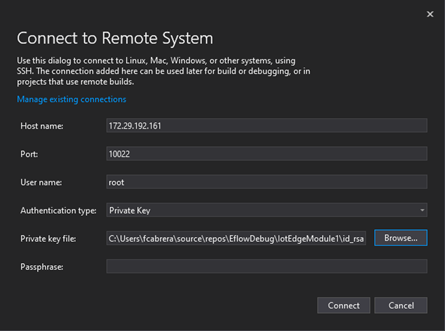 Connect to Remote System
Use this dialog to connect to Linux, Mac, Windows, or other systems, using
SSH. The connection added here can be used later for build or debugging, or in
projects that use remote builds.
Manage existing connections
Host name: 172.29.192.161
Port: 10022
User name: root
Authentication type: Private Key
Private key file: C:\Users\fcabrera\source\repos\EflowDebug\IotEdgeModule1\id_rsa Browse...
Passphrase:
Connect Cancel